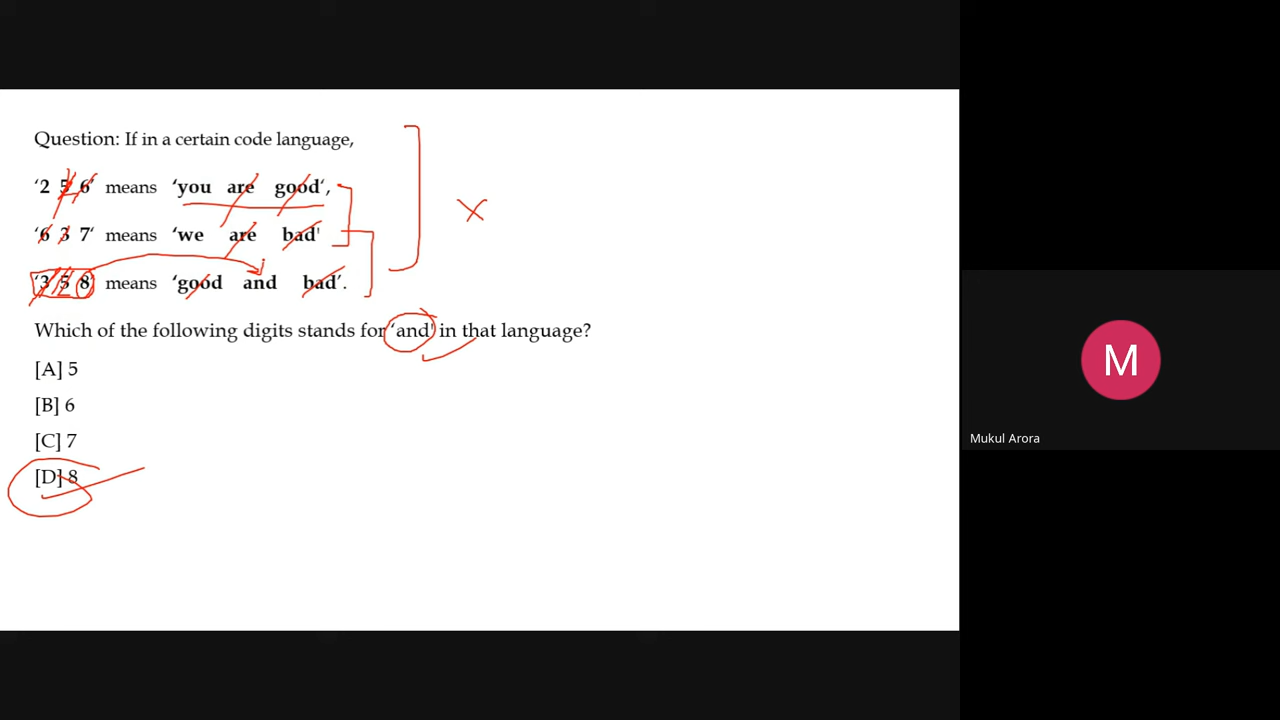 Question: If in a certain code language,
‘2 5 6’ means ‘you are good’,
‘6 3 7’ means ‘we are bad'
‘3 5 8’ means ‘good and bad’.
Which of the following digits stands for ‘and' in that language?
[A] 5
[B] 6
[C] 7
[D] 8
M
Mukul Arora